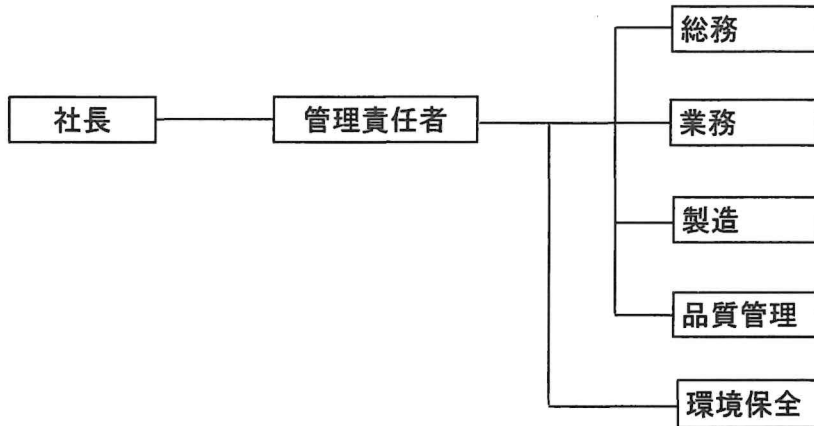 総務
社長
管理責任者
業務
製造
品質管理
環境保全